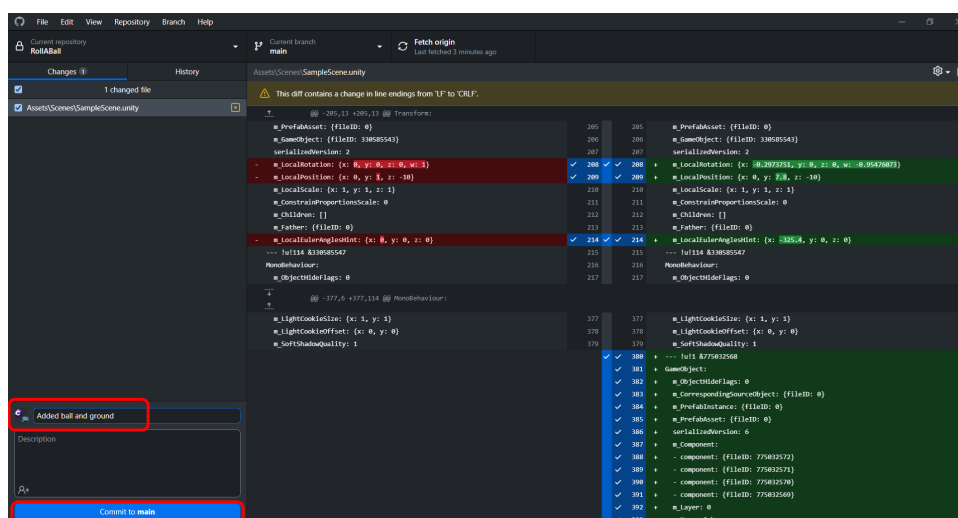 File Edit View Repository Branch Help
Current repository
RollABall
Current branch
main
Fetch origin
Last fetched 3 minutes ago
Changes 1
History
1 changed file
Assets\Scenes\SampleScene.unity
Assets\Scenes\SampleScene.unity
This diff contains a change in line endings from 'LF' to 'CRLF'.
@@ -205,13 +205,13 @@ Transform:
m_PrefabAsset: {fileID: 0} 205 205 m_PrefabAsset: {fileID: 0}
m_GameObject: {fileID: 330585543} 206 206 m_GameObject: {fileID: 330585543}
serializedVersion: 2 207 207 serializedVersion: 2
- m_LocalRotation: {x: 0, y: 0, z: 0, w: 1} 208 208 + m_LocalRotation: {x: -0.2973751, y: 0, z: 0, w: -0.95476073}
- m_LocalPosition: {x: 0, y: 1, z: -10} 209 209 + m_LocalPosition: {x: 0, y: 7.8, z: -10}
m_LocalScale: {x: 1, y: 1, z: 1} 210 210 m_LocalScale: {x: 1, y: 1, z: 1}
m_ConstrainProportionsScale: 0 211 211 m_ConstrainProportionsScale: 0
m_Children: [] 212 212 m_Children: []
m_Father: {fileID: 0} 213 213 m_Father: {fileID: 0}
- m_LocalEulerAnglesHint: {x: 0, y: 0, z: 0} 214 214 + m_LocalEulerAnglesHint: {x: -325.4, y: 0, z: 0}
--- !u!114 &330585547 215 215 --- !u!114 &330585547
MonoBehaviour: 216 216 MonoBehaviour:
m_ObjectHideFlags: 0 217 217 m_ObjectHideFlags: 0
@@ -377,6 +377,114 @@ MonoBehaviour:
m_LightCookieSize: {x: 1, y: 1} 377 377 m_LightCookieSize: {x: 1, y: 1}
m_LightCookieOffset: {x: 0, y: 0} 378 378 m_LightCookieOffset: {x: 0, y: 0}
m_SoftShadowQuality: 1 379 379 m_SoftShadowQuality: 1
380 + --- !u!1 &775032568
381 + GameObject:
382 + m_ObjectHideFlags: 0
383 + m_CorrespondingSourceObject: {fileID: 0}
384 + m_PrefabInstance: {fileID: 0}
385 + m_PrefabAsset: {fileID: 0}
386 + serializedVersion: 6
387 + m_Component:
388 + - component: {fileID: 775032572}
389 + - component: {fileID: 775032571}
390 + - component: {fileID: 775032570}
391 + - component: {fileID: 775032569}
392 + m_Layer: 0
Added ball and ground
Description
Commit to main